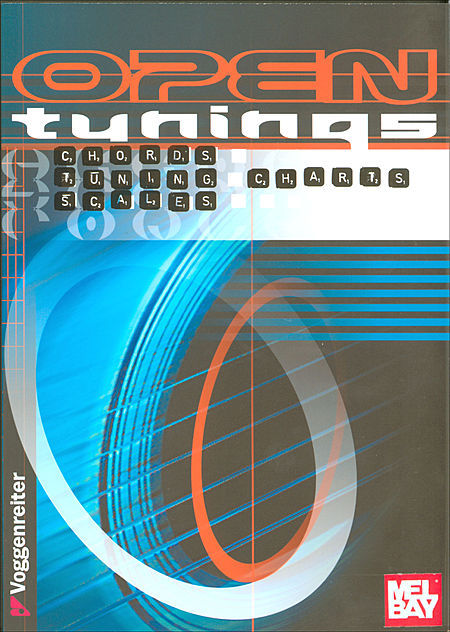 OPEN
tunings
CHORDS
TUNING CHARTS
SCALES
Voggenreiter
MEL
BAY